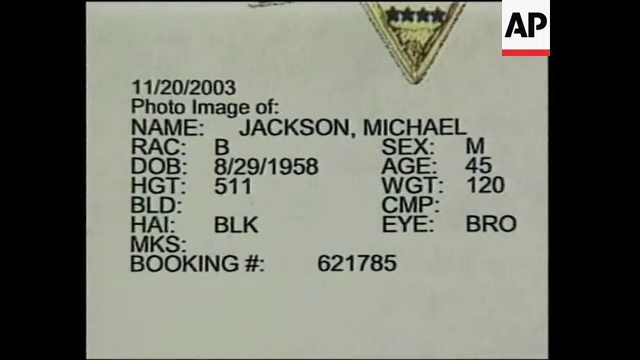 AP
11/20/2003
Photo Image of:
NAME: JACKSON, MICHAEL
RAC: B SEX: M
DOB: 8/29/1958 AGE: 45
HGT: 511 WGT: 120
BLD: CMP:
HAI: BLK EYE: BRO
MKS:
BOOKING #: 621785